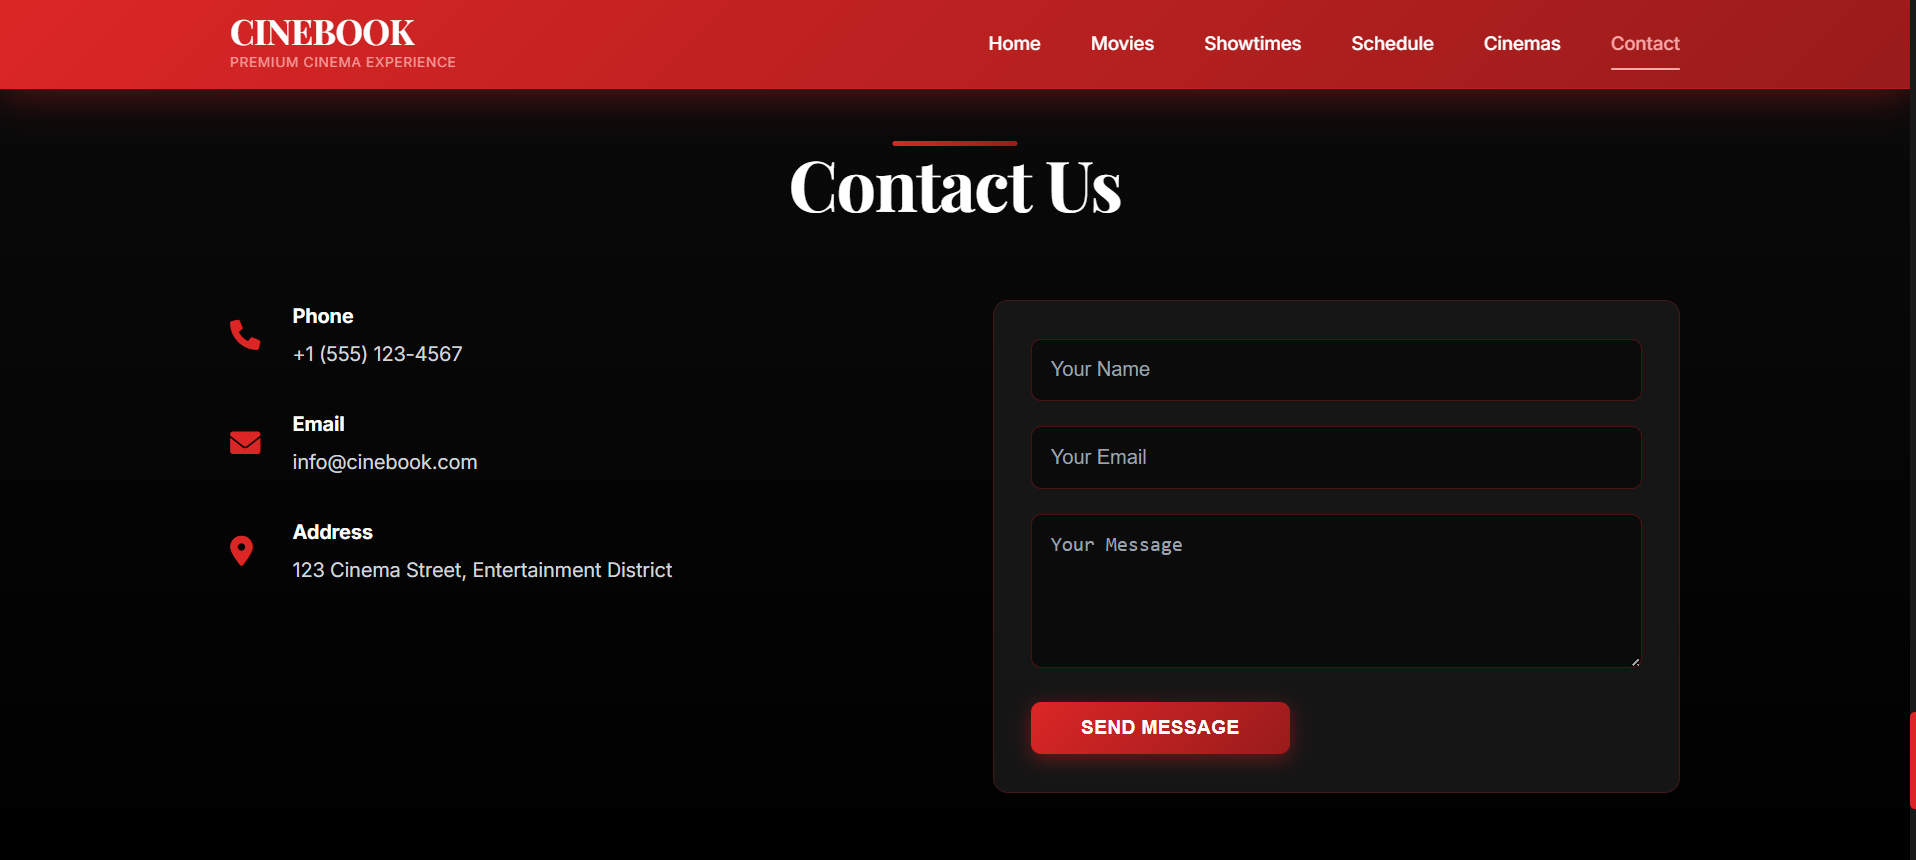 CINEBOOK
PREMIUM CINEMA EXPERIENCE
Home Movies Showtimes Schedule Cinemas Contact
Contact Us
Phone
+1 (555) 123-4567
Email
info@cinebook.com
Address
123 Cinema Street, Entertainment District
Your Name
Your Email
Your Message
SEND MESSAGE